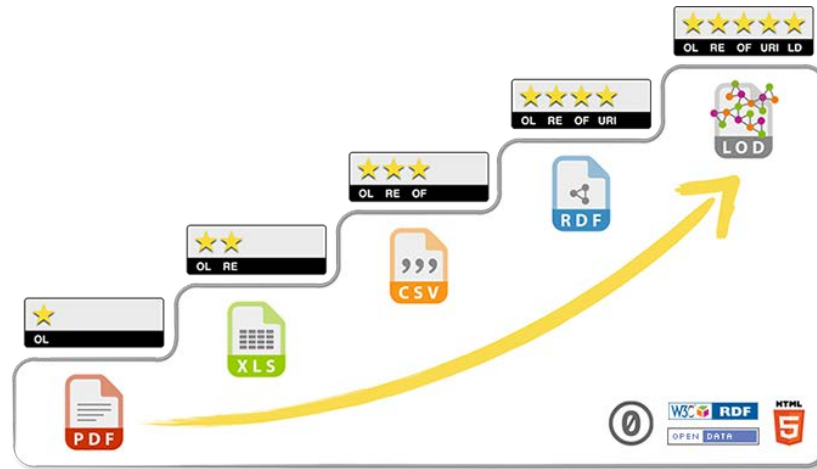 OL RE OF URI LD
LOD
OL RE OF URI
RDF
OL RE OF
,,,
CSV
OL RE
XLS
OL
PDF
0
W3C RDF
OPEN DATA
HTML
5